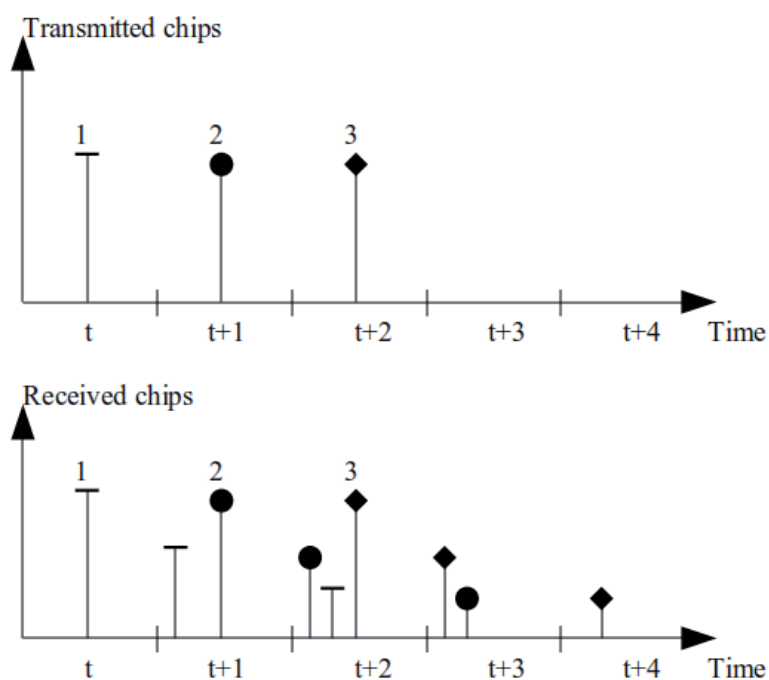 Transmitted chips
1 2 3
t t+1 t+2 t+3 t+4 Time
Received chips
1 2 3
t t+1 t+2 t+3 t+4 Time